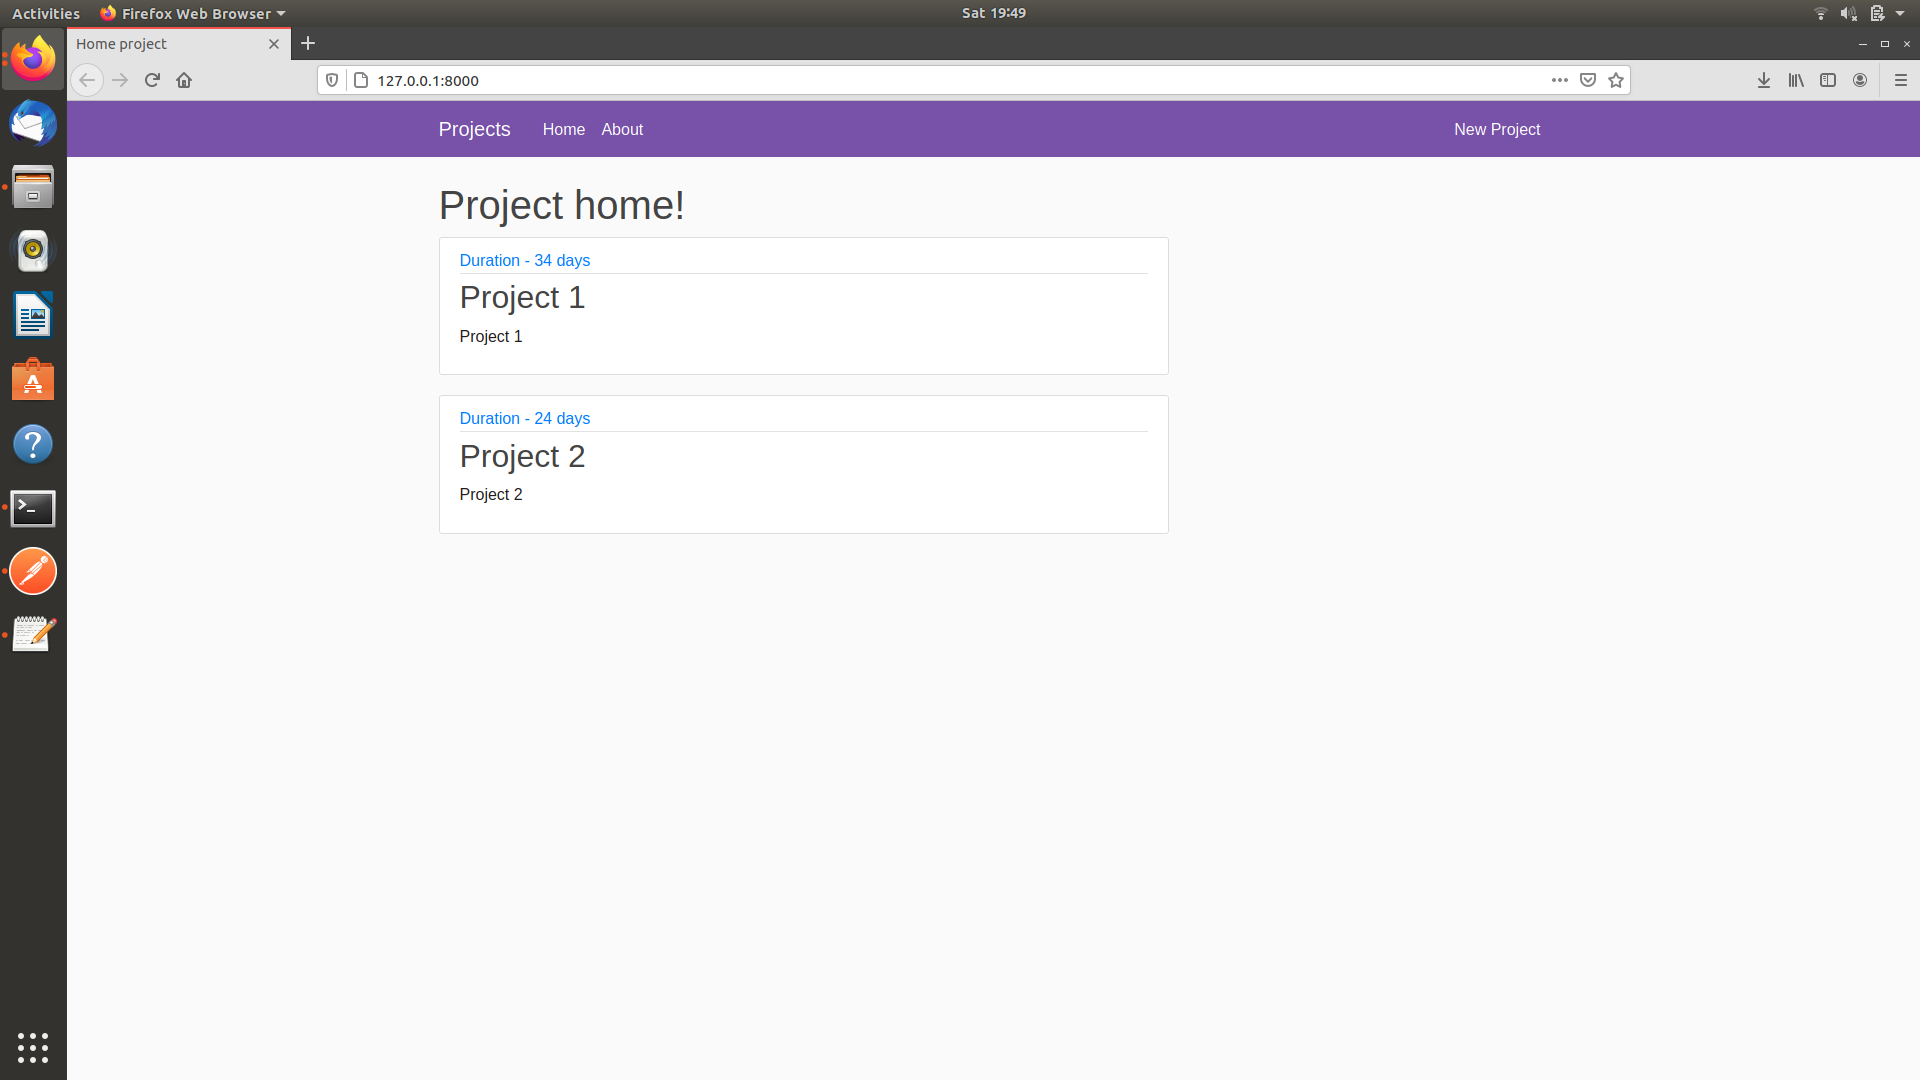 Activities
Firefox Web Browser
Sat 19:49
Home project
127.0.0.1:8000
Projects
Home
About
New Project
Project home!
Duration - 34 days
Project 1
Project 1
Duration - 24 days
Project 2
Project 2